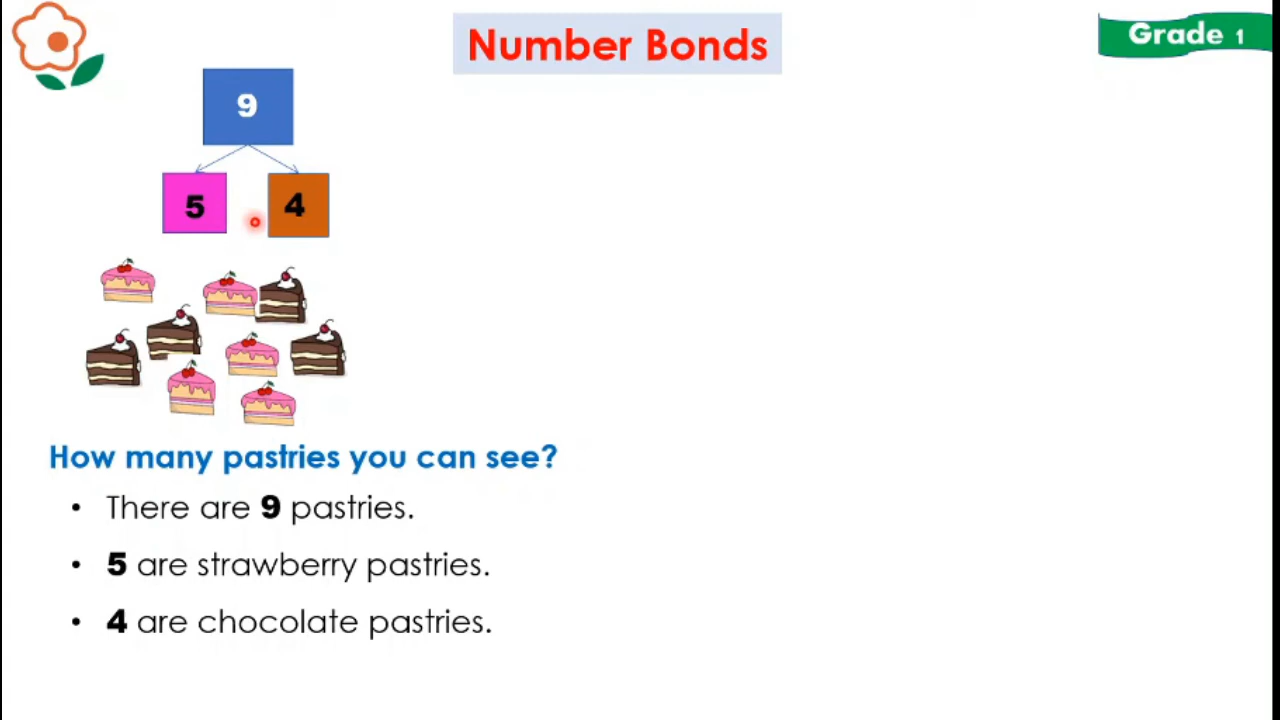 Number Bonds
Grade 1
9
5 4
How many pastries you can see?
• There are 9 pastries.
• 5 are strawberry pastries.
• 4 are chocolate pastries.